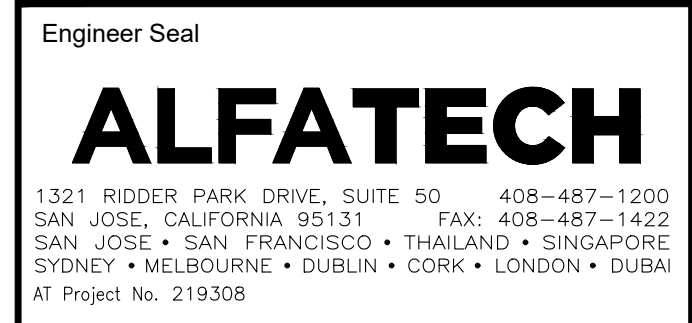 Engineer Seal
ALFATECH
1321 RIDDER PARK DRIVE, SUITE 50 408-487-1200
SAN JOSE, CALIFORNIA 95131 FAX: 408-487-1422
SAN JOSE • SAN FRANCISCO • THAILAND • SINGAPORE
SYDNEY • MELBOURNE • DUBLIN • CORK • LONDON • DUBAI
AT Project No. 219308